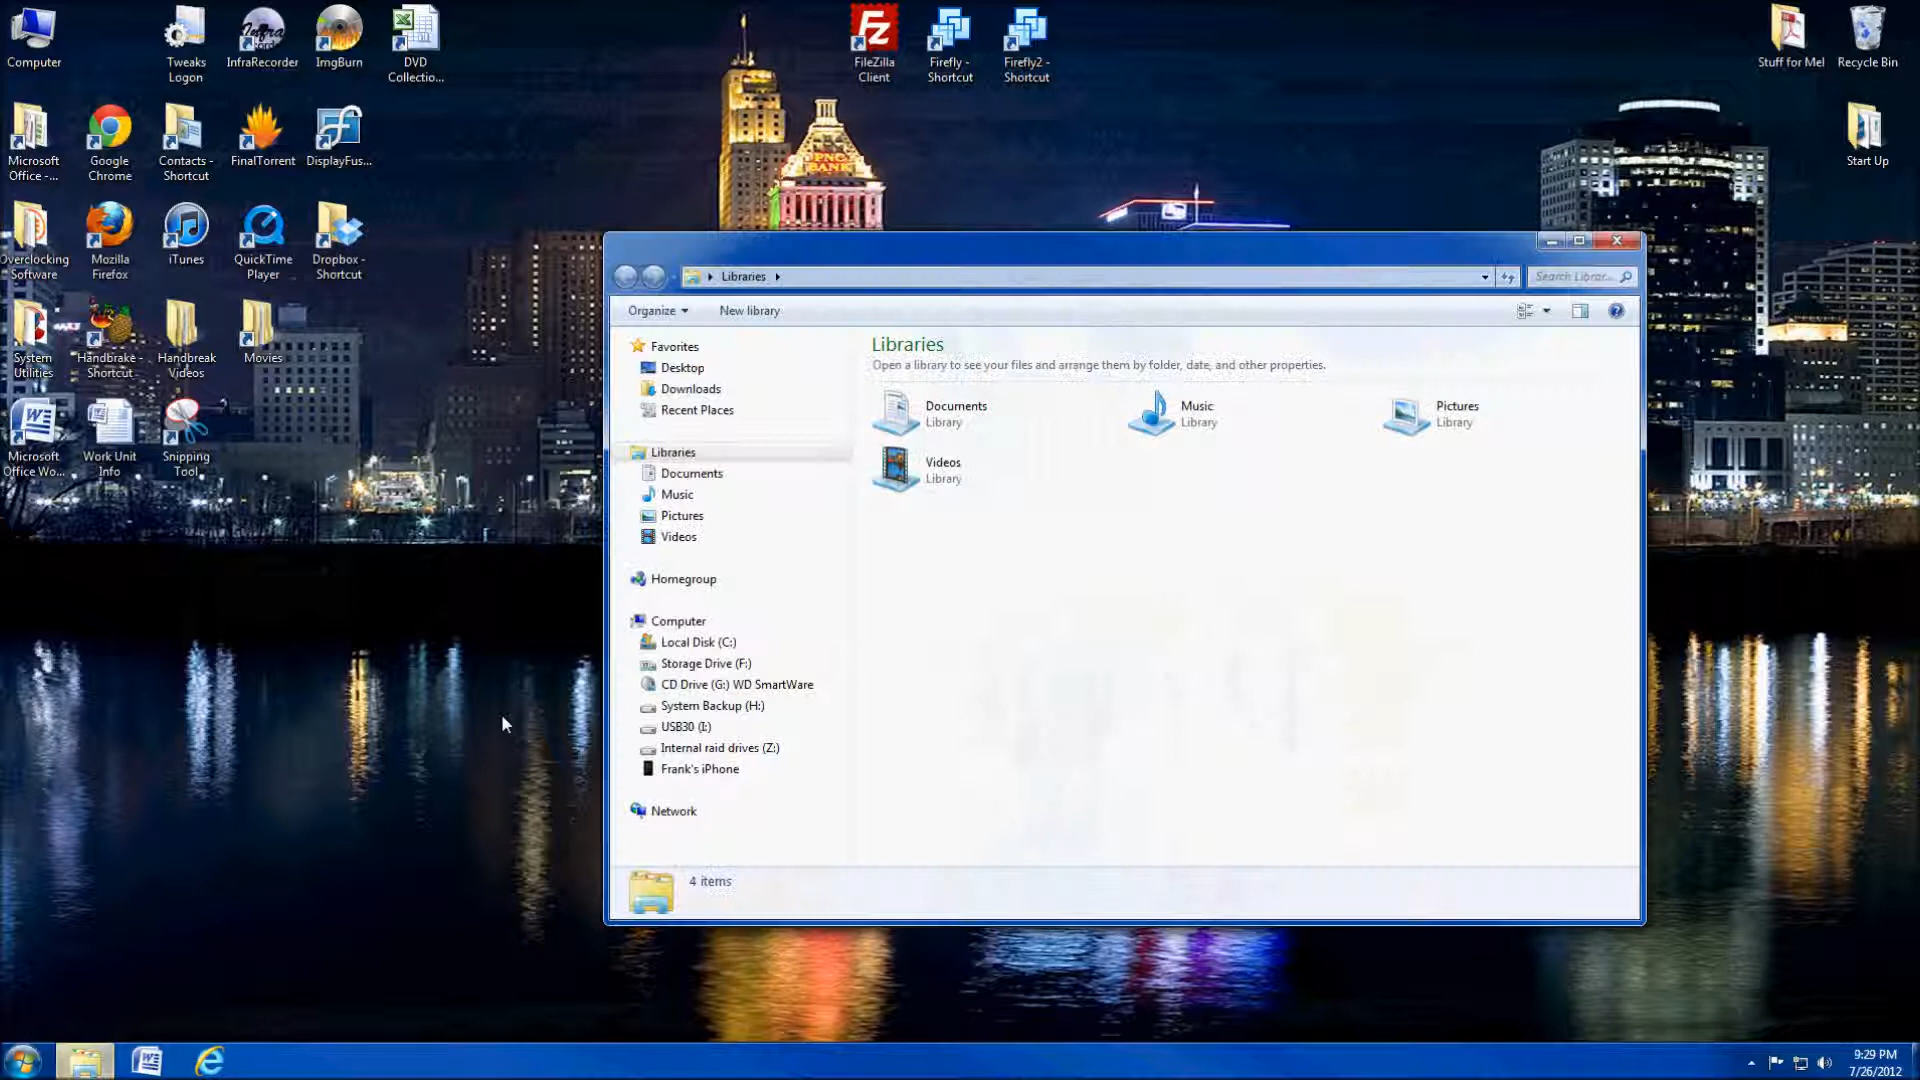 Computer
Tweaks
Logon
InfraRecorder
ImgBurn
DVD
Collectio...
FileZilla
Client
Firefly -
Shortcut
Firefly2 -
Shortcut
Stuff for Me!
Recycle Bin
Microsoft
Office -...
Google
Chrome
Contacts -
Shortcut
FinalTorrent
DisplayFus...
Start Up
PNC
BANK
Overclocking
Software
Mozilla
Firefox
iTunes
QuickTime
Player
Dropbox -
Shortcut
System
Utilities
Handbrake -
Shortcut
Handbreak
Videos
Movies
Microsoft
Office Wo...
Work Unit
Info
Snipping
Tool
Libraries
Search Librar...
Organize
New library
Favorites
Desktop
Downloads
Recent Places
Libraries
Documents
Music
Pictures
Videos
Homegroup
Computer
Local Disk (C:)
Storage Drive (F:)
CD Drive (G:) WD SmartWare
System Backup (H:)
USB30 (I:)
Internal raid drives (Z:)
Frank's iPhone
Network
Libraries
Open a library to see your files and arrange them by folder, date, and other properties.
Documents
Library
Music
Library
Pictures
Library
Videos
Library
4 items
9:29 PM
7/26/2012